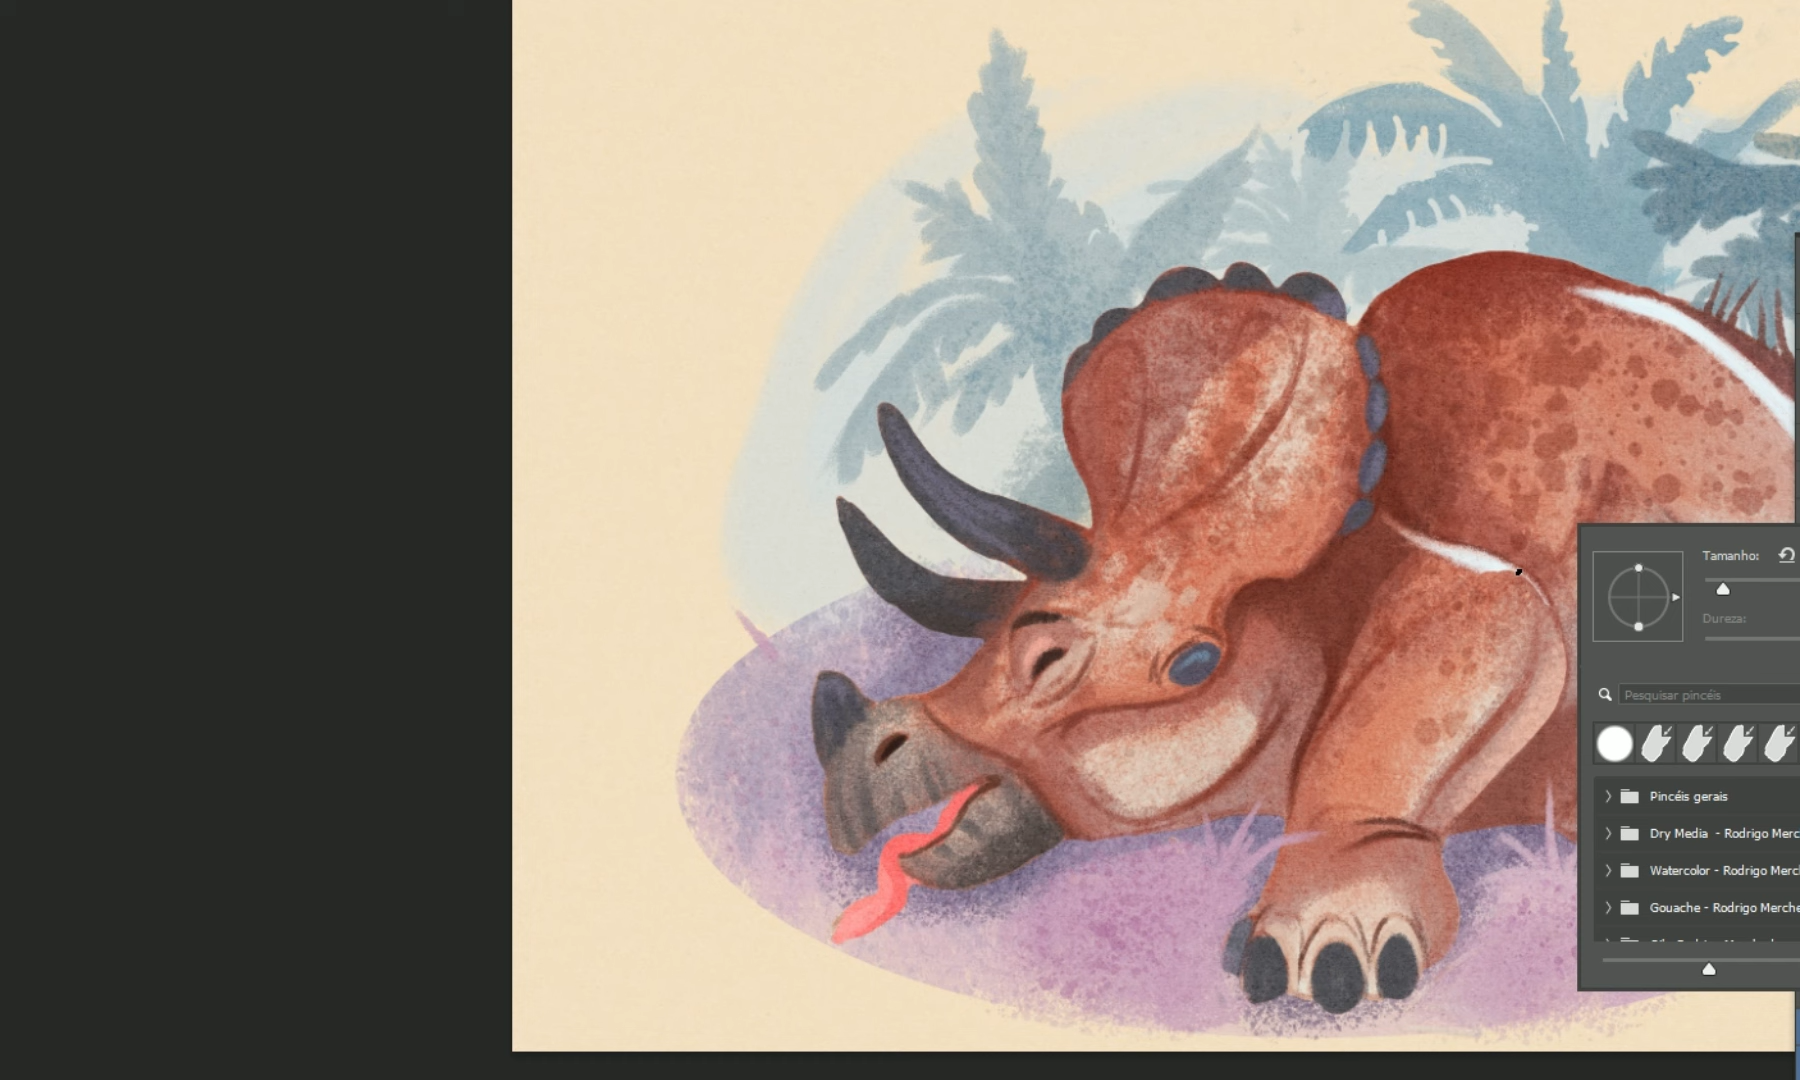 Tamanho:
Dureza:
Pesquisar pincéis
Pincéis gerais
Dry Media - Rodrigo Merc
Watercolor - Rodrigo Merc
Gouache - Rodrigo Merche